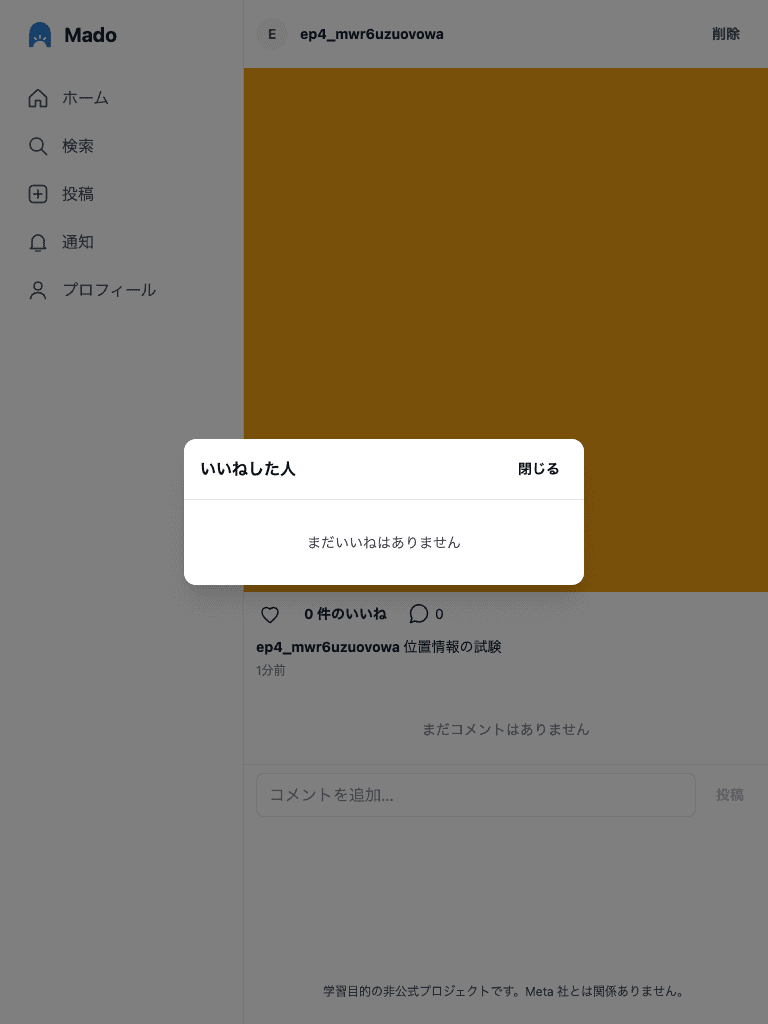 Mado
ホーム
検索
投稿
通知
プロフィール
E ep4_mwr6uzuovowa 削除
いいねした人 閉じる
まだいいねはありません
0 件のいいね 0
ep4_mwr6uzuovowa 位置情報の試験
1分前
まだコメントはありません
コメントを追加... 投稿
学習目的の非公式プロジェクトです。Meta 社とは関係ありません。